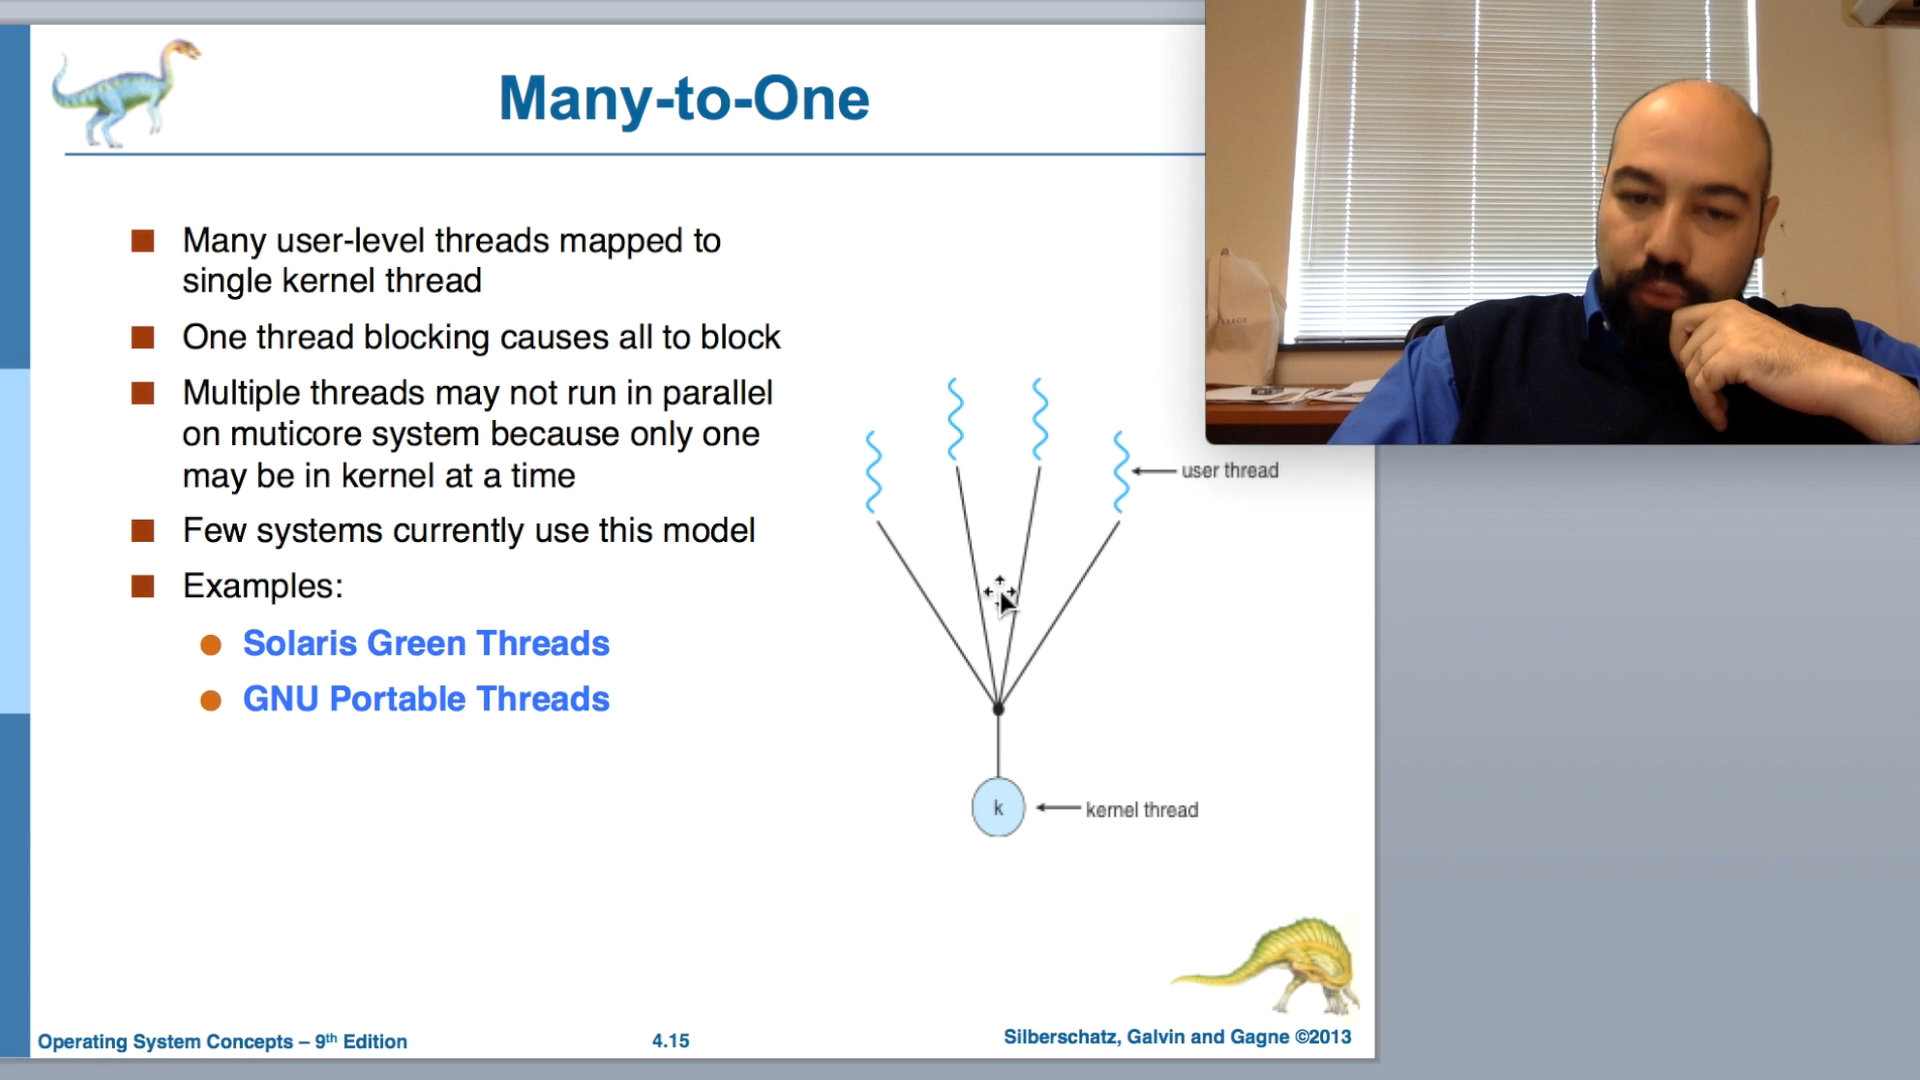 Many-to-One
Many user-level threads mapped to
single kernel thread
One thread blocking causes all to block
Multiple threads may not run in parallel
on muticore system because only one
may be in kernel at a time
Few systems currently use this model
Examples:
Solaris Green Threads
GNU Portable Threads
user thread
k
kernel thread
Operating System Concepts – 9th Edition
4.15
Silberschatz, Galvin and Gagne ©2013